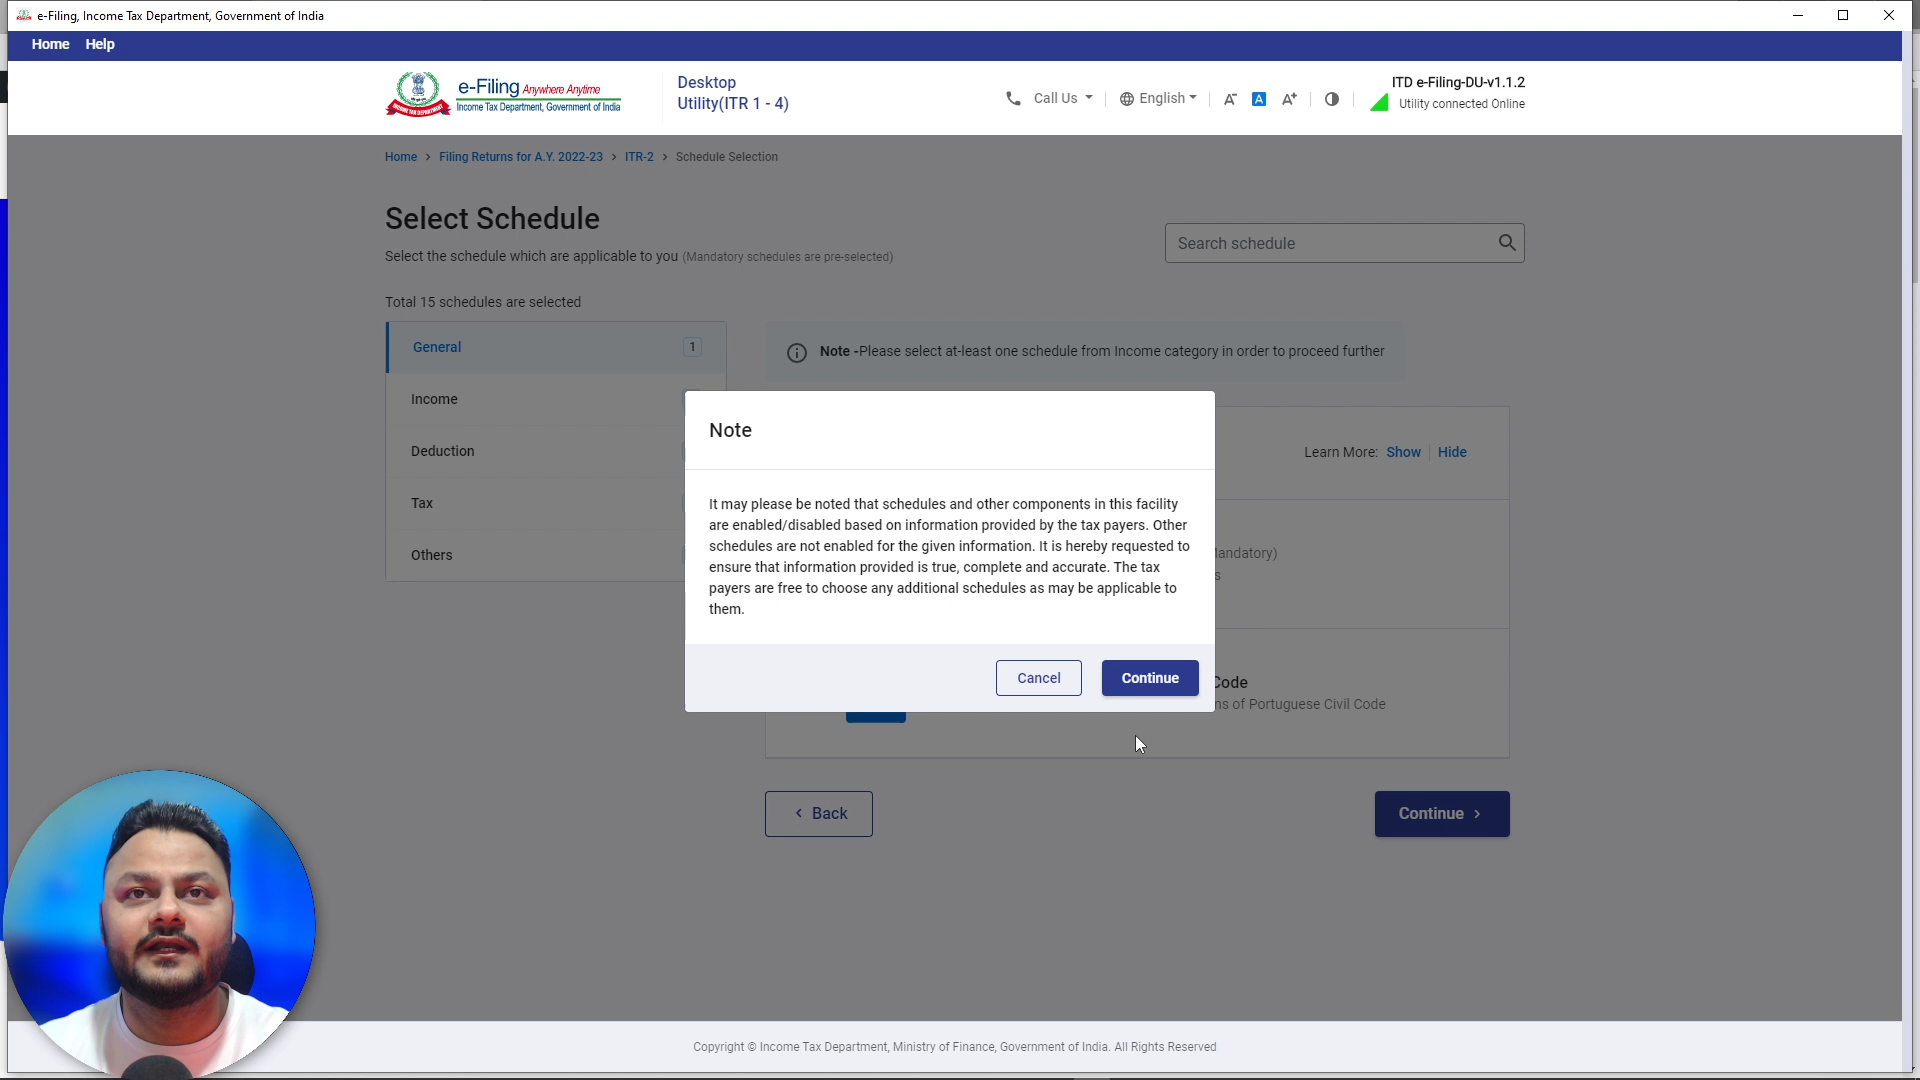 e-Filing, Income Tax Department, Government of India
Home Help
e-Filing Anywhere Anytime
Income Tax Department, Government of India
Desktop
Utility(ITR 1 - 4)
Call Us
English
A-
A
A+
ITD e-Filing-DU-v1.1.2
Utility connected Online
Home > Filing Returns for A.Y. 2022-23 > ITR-2 > Schedule Selection
Select Schedule
Select the schedule which are applicable to you (Mandatory schedules are pre-selected)
Search schedule
Total 15 schedules are selected
General 1
Income
Deduction
Tax
Others
Note -Please select at-least one schedule from Income category in order to proceed further
Learn More: Show Hide
Note
It may please be noted that schedules and other components in this facility
are enabled/disabled based on information provided by the tax payers. Other
schedules are not enabled for the given information. It is hereby requested to
ensure that information provided is true, complete and accurate. The tax
payers are free to choose any additional schedules as may be applicable to
them.
Cancel
Continue
Code
of Portuguese Civil Code
< Back
Continue >
Copyright © Income Tax Department, Ministry of Finance, Government of India. All Rights Reserved